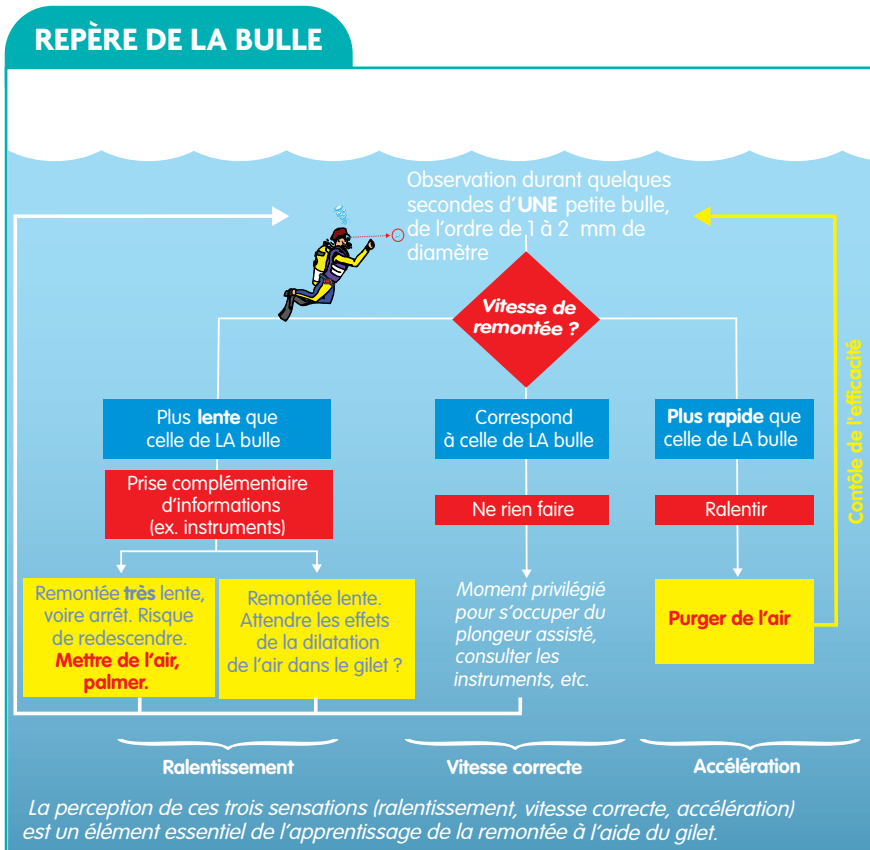 REPÈRE DE LA BULLE
Observation durant quelques
secondes d'UNE petite bulle,
de l'ordre de 1 à 2 mm de
diamètre
Vitesse de
remontée ?
Plus lente que
celle de LA bulle
Prise complémentaire
d'informations
(ex. instruments)
Remontée très lente,
voire arrêt. Risque
de redescendre.
Mettre de l'air,
palmer.
Remontée lente.
Attendre les effets
de la dilatation
de l'air dans le gilet ?
Correspond
à celle de LA bulle
Ne rien faire
Moment privilégié
pour s'occuper du
plongeur assisté,
consulter les
instruments, etc.
Plus rapide que
celle de LA bulle
Ralentir
Purger de l'air
Contôle de l'efficacité
Ralentissement
Vitesse correcte
Accélération
La perception de ces trois sensations (ralentissement, vitesse correcte, accélération)
est un élément essentiel de l'apprentissage de la remontée à l'aide du gilet.